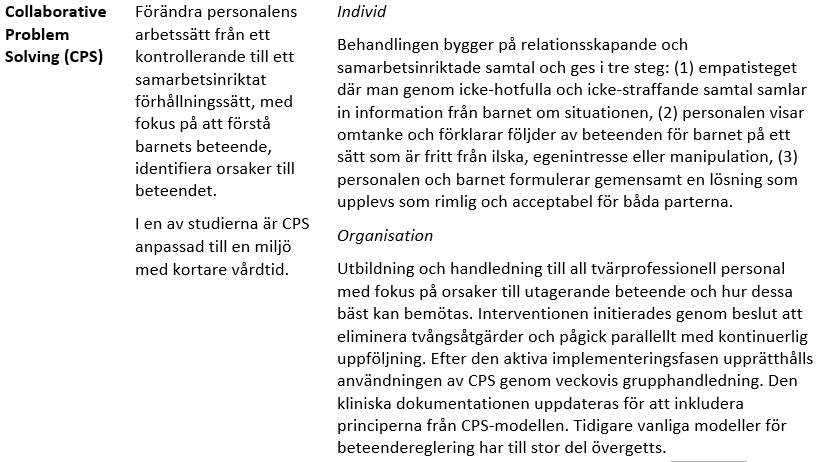 Collaborative
Problem
Solving (CPS)
Förändra personalens
arbetssätt från ett
kontrollerande till ett
samarbetsinriktat
förhållningssätt, med
fokus på att förstå
barnets beteende,
identifiera orsaker till
beteendet.
I en av studierna är CPS
anpassad till en miljö
med kortare vårdtid.
Individ
Behandlingen bygger på relationsskapande och
samarbetsinriktade samtal och ges i tre steg: (1) empatisteget
där man genom icke-hotfulla och icke-straffande samtal samlar
in information från barnet om situationen, (2) personalen visar
omtanke och förklarar följder av beteenden för barnet på ett
sätt som är fritt från ilska, egenintresse eller manipulation, (3)
personalen och barnet formulerar gemensamt en lösning som
upplevs som rimlig och acceptabel för båda parterna.
Organisation
Utbildning och handledning till all tvärprofessionell personal
med fokus på orsaker till utagerande beteende och hur dessa
bäst kan bemötas. Interventionen initierades genom beslut att
eliminera tvångsåtgärder och pågick parallellt med kontinuerlig
uppföljning. Efter den aktiva implementeringsfasen upprätthålls
användningen av CPS genom veckovis grupphandledning. Den
kliniska dokumentationen uppdateras för att inkludera
principerna från CPS-modellen. Tidigare vanliga modeller för
beteendereglering har till stor del övergetts.